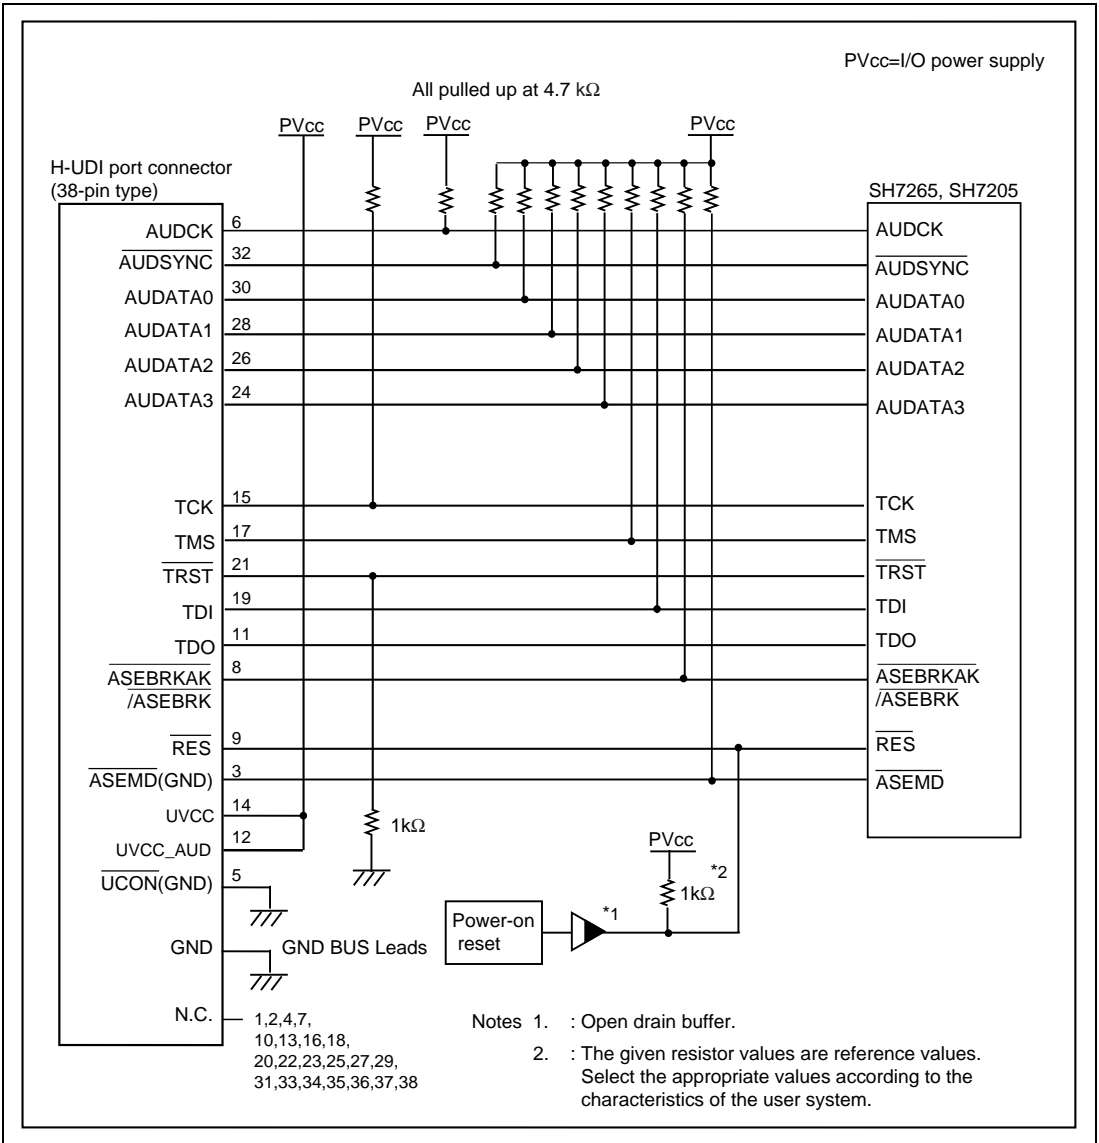 PVcc=I/O power supply
All pulled up at 4.7 kΩ
PVcc PVcc PVcc PVcc
H-UDI port connector
(38-pin type)
SH7265, SH7205
AUDCK 6 AUDCK
AUDSYNC 32 AUDSYNC
AUDATA0 30 AUDATA0
AUDATA1 28 AUDATA1
AUDATA2 26 AUDATA2
AUDATA3 24 AUDATA3
TCK 15 TCK
TMS 17 TMS
TRST 21 TRST
TDI 19 TDI
TDO 11 TDO
ASEBRKAK 8 ASEBRKAK
/ASEBRK /ASEBRK
RES 9 RES
ASEMD(GND) 3 ASEMD
UVCC 14
1kΩ
UVCC_AUD 12
PVcc
UCON(GND) 5
*2
1kΩ
Power-on
reset
*1
GND GND BUS Leads
N.C. 1,2,4,7,
10,13,16,18,
20,22,23,25,27,29,
31,33,34,35,36,37,38
Notes 1. : Open drain buffer.
2. : The given resistor values are reference values.
Select the appropriate values according to the
characteristics of the user system.